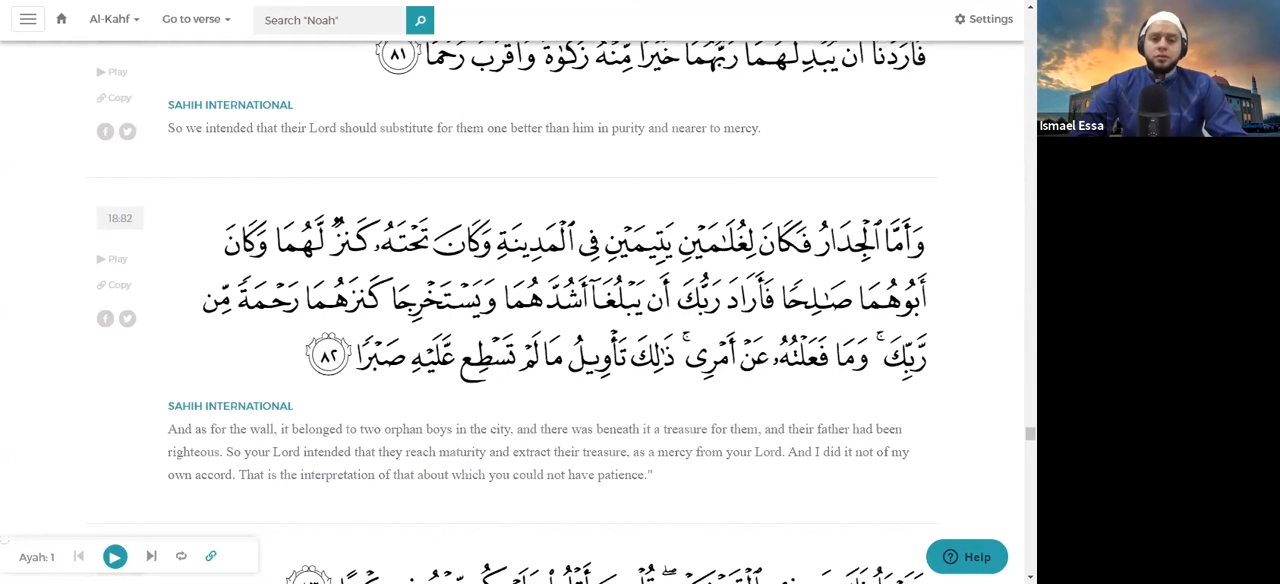 Al-Kahf
Go to verse
Search "Noah"
Settings
فَأَرَدْنَآ أَن يُبْدِلَهُمَا رَبُّهُمَا خَيْرًا مِّنْهُ زَكَوٰةً وَأَقْرَبَ رُحْمًا ٨١
Play
Copy
SAHIH INTERNATIONAL
So we intended that their Lord should substitute for them one better than him in purity and nearer to mercy.
18:82
Play
Copy
وَأَمَّا ٱلْجِدَارُ فَكَانَ لِغُلَـٰمَيْنِ يَتِيمَيْنِ فِى ٱلْمَدِينَةِ وَكَانَ تَحْتَهُۥ كَنزٌ لَّهُمَا وَكَانَ
أَبُوهُمَا صَـٰلِحًا فَأَرَادَ رَبُّكَ أَن يَبْلُغَآ أَشُدَّهُمَا وَيَسْتَخْرِجَا كَنزَهُمَا رَحْمَةً مِّن
رَّبِّكَ ۚ وَمَا فَعَلْتُهُۥ عَنْ أَمْرِى ۚ ذَٰلِكَ تَأْوِيلُ مَا لَمْ تَسْطِع عَّلَيْهِ صَبْرًا ٨٢
SAHIH INTERNATIONAL
And as for the wall, it belonged to two orphan boys in the city, and there was beneath it a treasure for them, and their father had been
righteous. So your Lord intended that they reach maturity and extract their treasure, as a mercy from your Lord. And I did it not of my
own accord. That is the interpretation of that about which you could not have patience."
Ayah: 1
Help
Ismael Essa